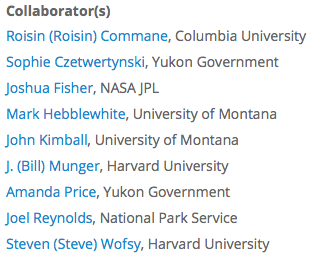 Collaborator(s)
Roisin (Roisin) Commane, Columbia University
Sophie Czetwertynski, Yukon Government
Joshua Fisher, NASA JPL
Mark Hebblewhite, University of Montana
John Kimball, University of Montana
J. (Bill) Munger, Harvard University
Amanda Price, Yukon Government
Joel Reynolds, National Park Service
Steven (Steve) Wofsy, Harvard University